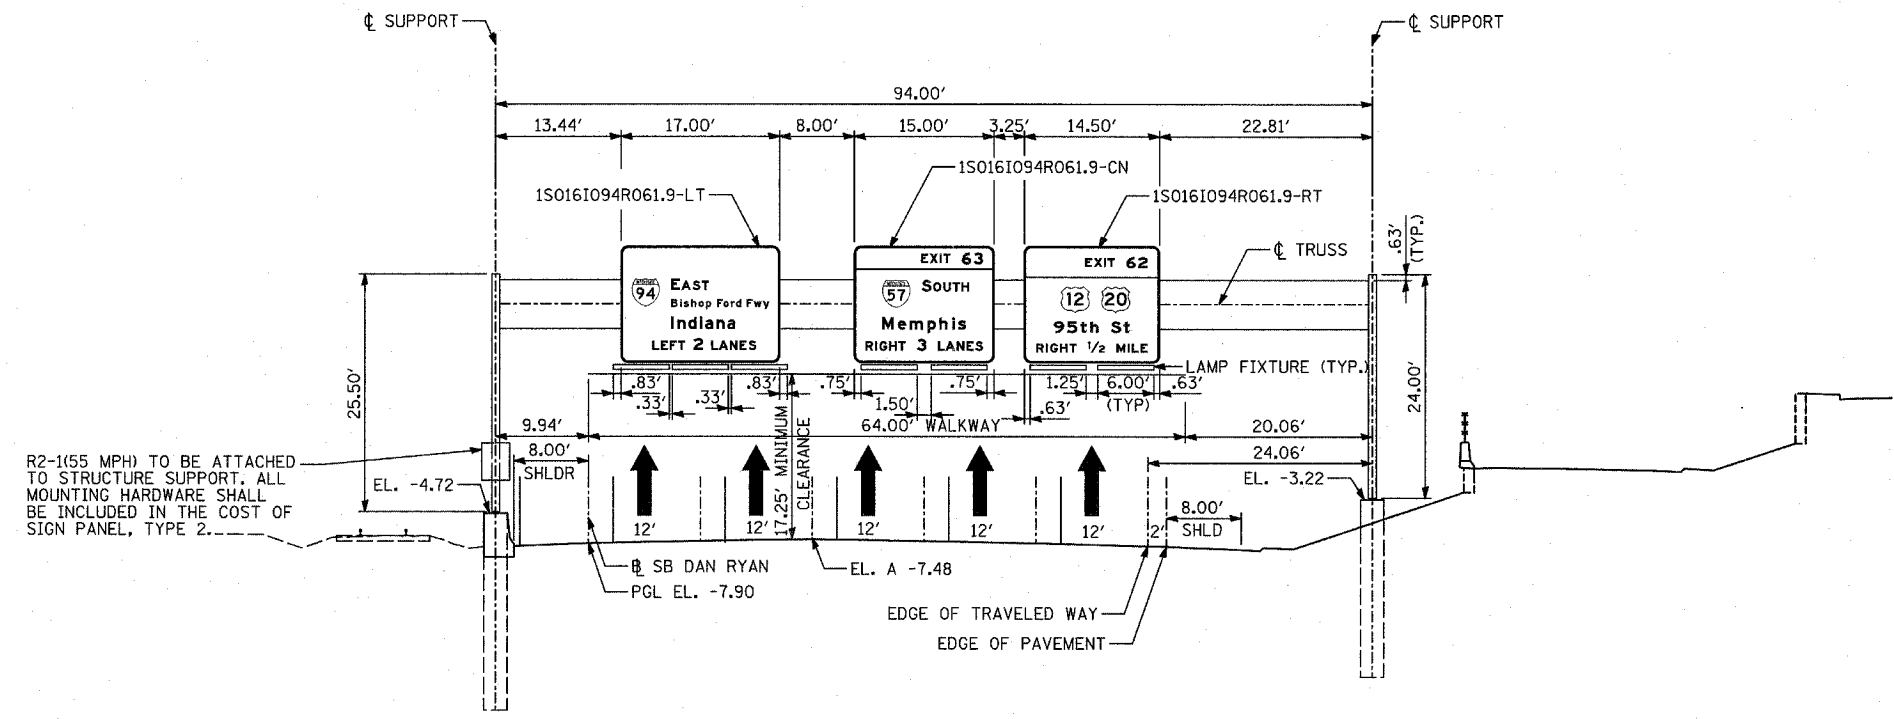 ℄ SUPPORT
℄ SUPPORT
94.00′
13.44′ 17.00′ 8.00′ 15.00′ 3.25′ 14.50′ 22.81′
1S016I094R061.9-CN
1S016I094R061.9-LT
1S016I094R061.9-RT
.63′
(TYP.)
℄ TRUSS
94
EAST
Bishop Ford Fwy
Indiana
LEFT 2 LANES
EXIT 63
57
SOUTH
Memphis
RIGHT 3 LANES
EXIT 62
12 20
95th St
RIGHT 1/2 MILE
LAMP FIXTURE (TYP.)
.83′ .83′ .75′ .75′ 1.25′ 6.00′ .63′
(TYP)
.33′ .33′ 1.50′ .63′
25.50′
24.00′
9.94′ 64.00′ WALKWAY 20.06′
17.25′ MINIMUM
CLEARANCE
8.00′
SHLDR
24.06′
R2-1(55 MPH) TO BE ATTACHED
TO STRUCTURE SUPPORT. ALL
MOUNTING HARDWARE SHALL
BE INCLUDED IN THE COST OF
SIGN PANEL, TYPE 2.
EL. -4.72
EL. -3.22
8.00′
SHLD
12′ 12′ 12′ 12′ 12′ 2′
B̶L SB DAN RYAN
PGL EL. -7.90
EL. A -7.48
EDGE OF TRAVELED WAY
EDGE OF PAVEMENT